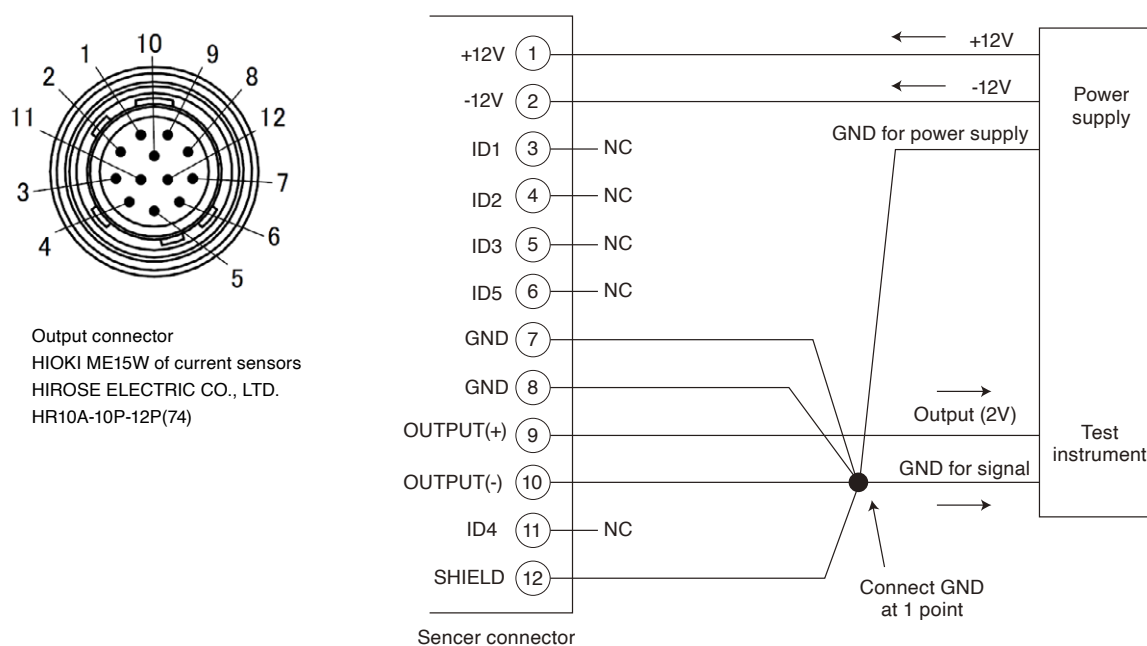 10
1
9
2
8
11
12
3
7
4
6
5
Output connector
HIOKI ME15W of current sensors
HIROSE ELECTRIC CO., LTD.
HR10A-10P-12P(74)
+12V 1
+12V
-12V 2
-12V
Power
supply
GND for power supply
ID1 3 NC
ID2 4 NC
ID3 5 NC
ID5 6 NC
GND 7
GND 8
Output (2V)
OUTPUT(+) 9
Test
instrument
GND for signal
OUTPUT(-) 10
ID4 11 NC
SHIELD 12
Connect GND
at 1 point
Sencer connector